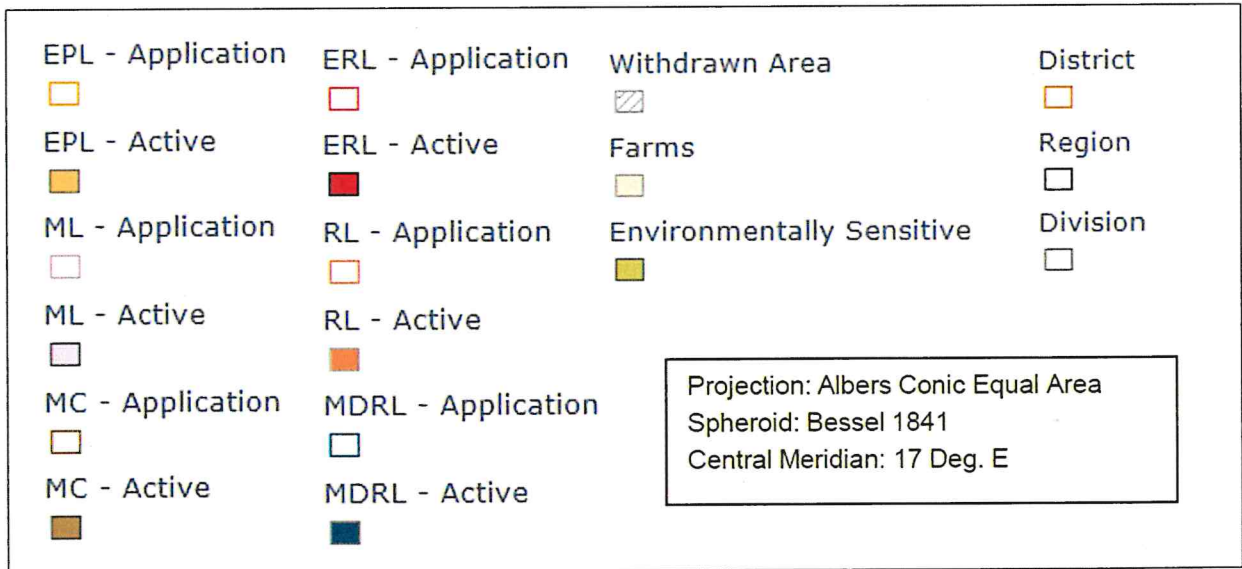 EPL - Application
EPL - Active
ML - Application
ML - Active
MC - Application
MC - Active
ERL - Application
ERL - Active
RL - Application
RL - Active
MDRL - Application
MDRL - Active
Withdrawn Area
Farms
Environmentally Sensitive
District
Region
Division
Projection: Albers Conic Equal Area
Spheroid: Bessel 1841
Central Meridian: 17 Deg. E